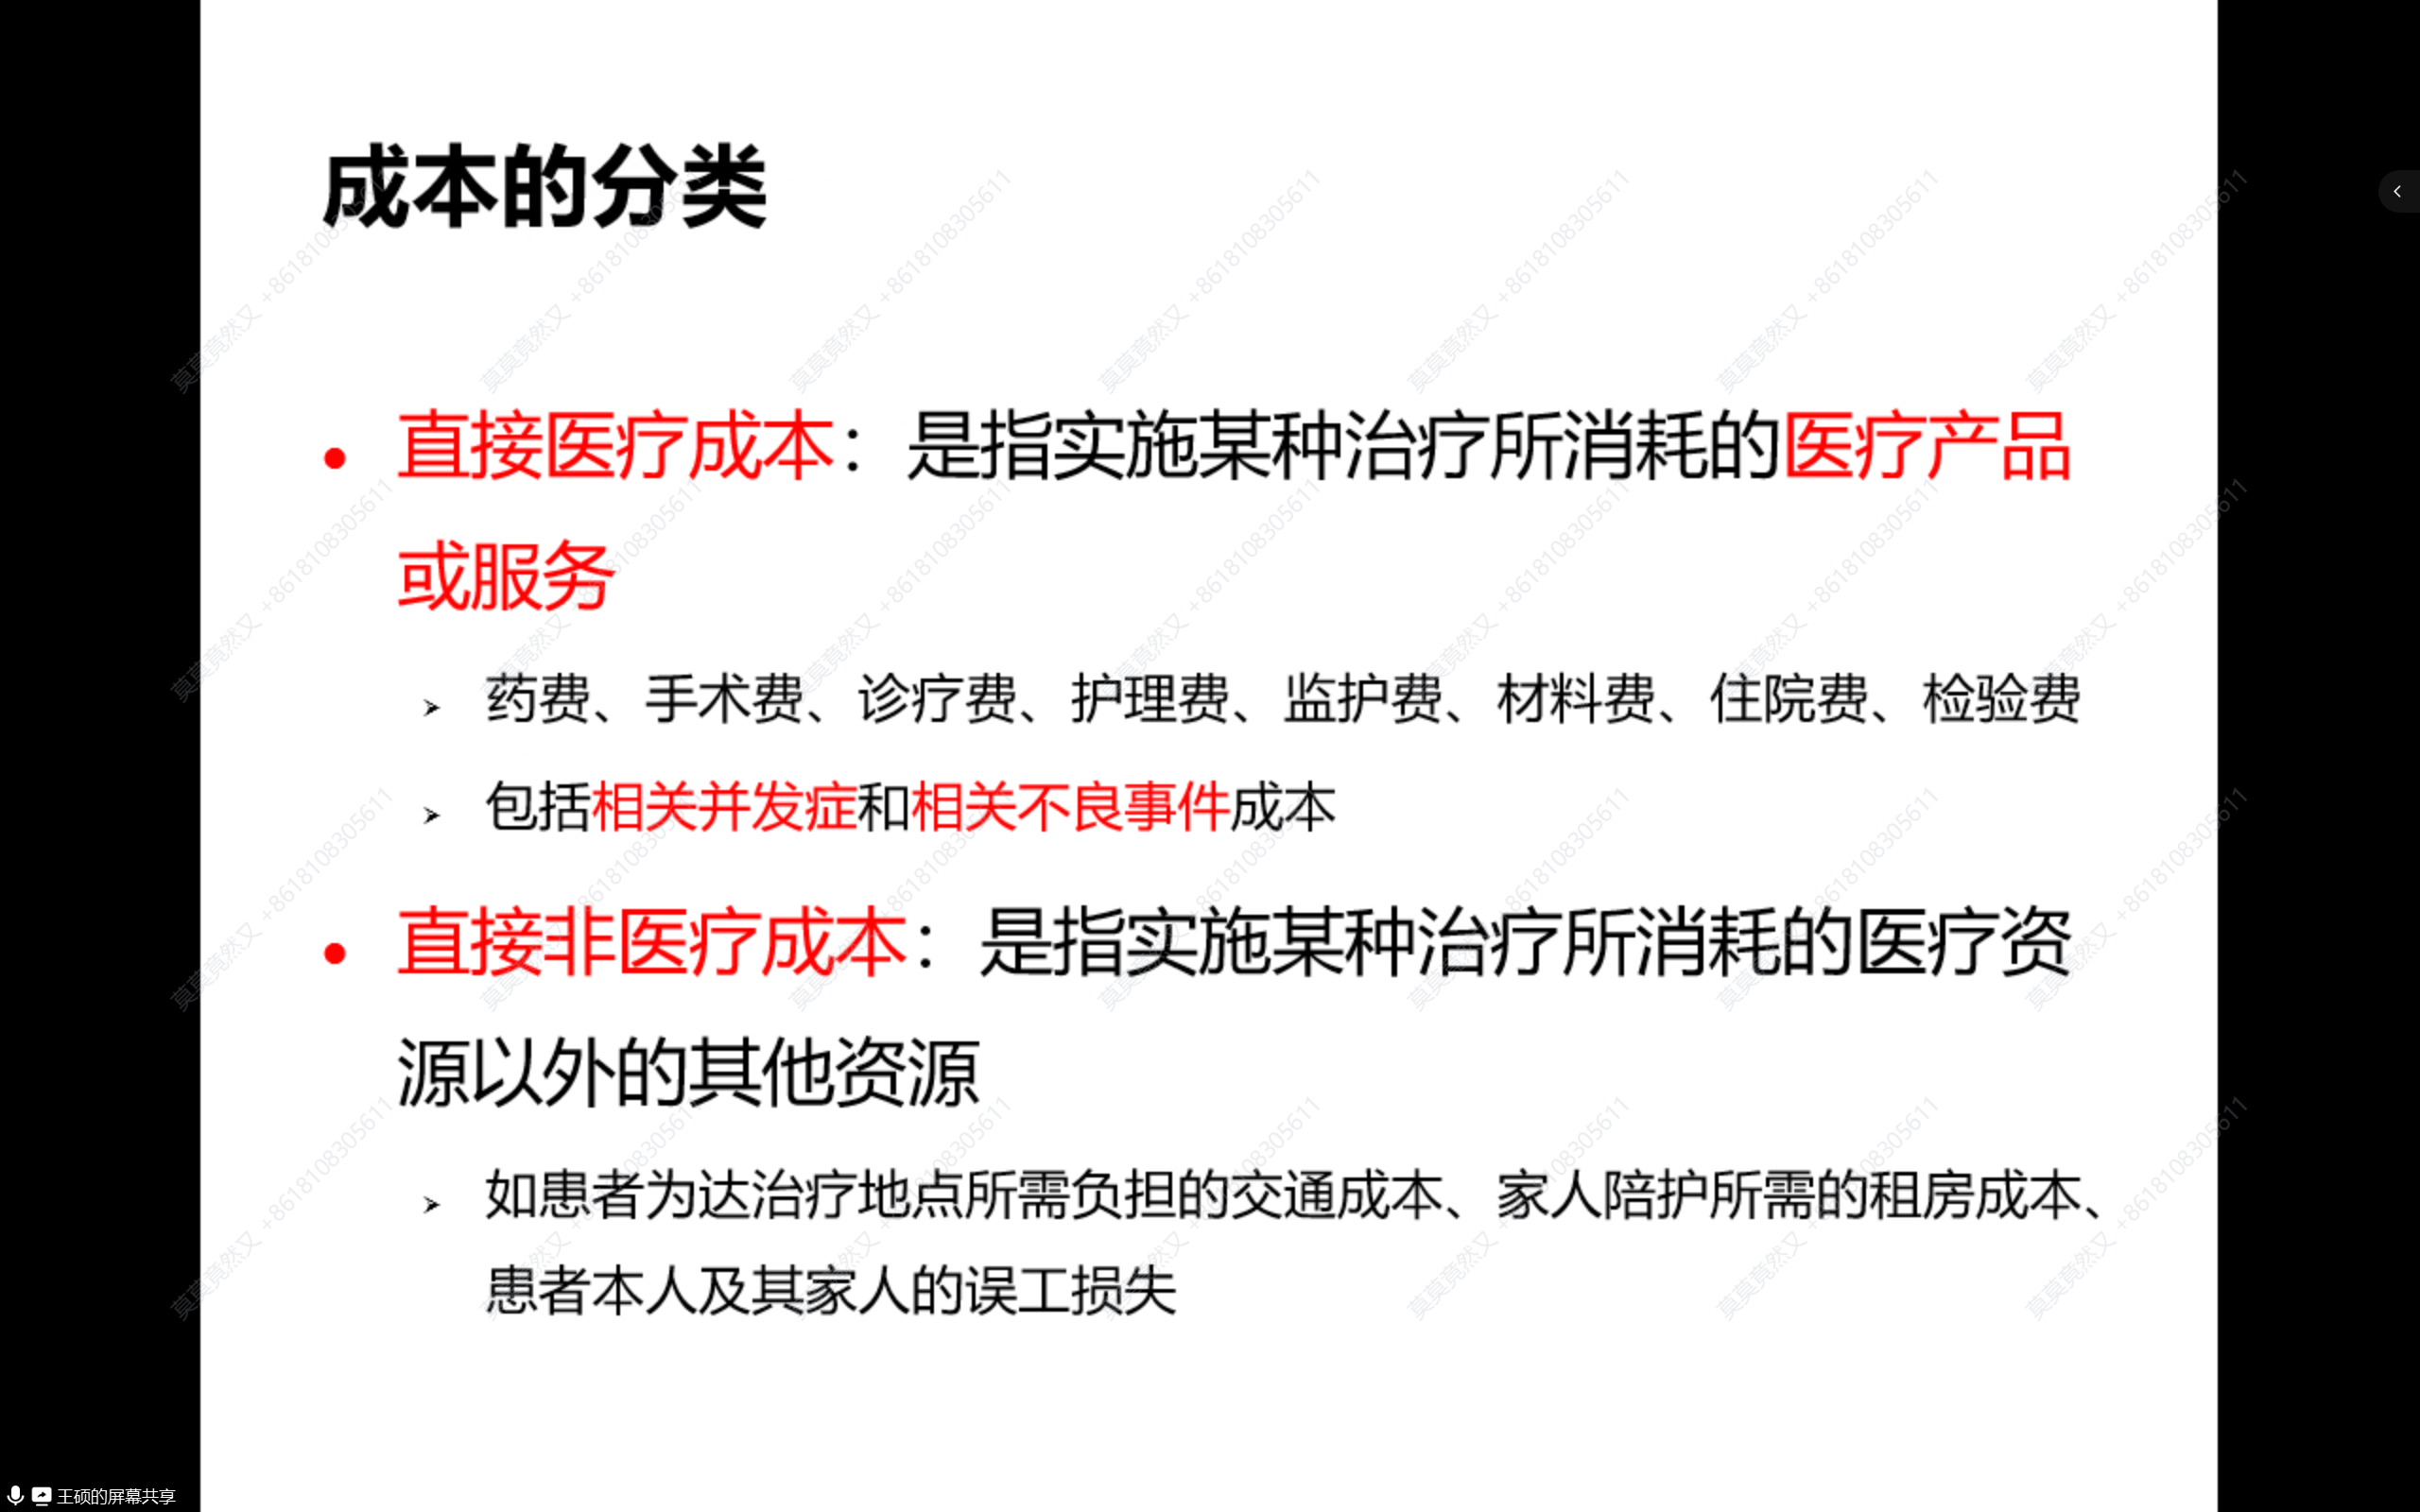 成本的分类
• 直接医疗成本：是指实施某种治疗所消耗的医疗产品
或服务
➢ 药费、手术费、诊疗费、护理费、监护费、材料费、住院费、检验费
➢ 包括相关并发症和相关不良事件成本
• 直接非医疗成本：是指实施某种治疗所消耗的医疗资
源以外的其他资源
➢ 如患者为达治疗地点所需负担的交通成本、家人陪护所需的租房成本、
患者本人及其家人的误工损失
王硕的屏幕共享
莫莫竟然又 +8618108305611